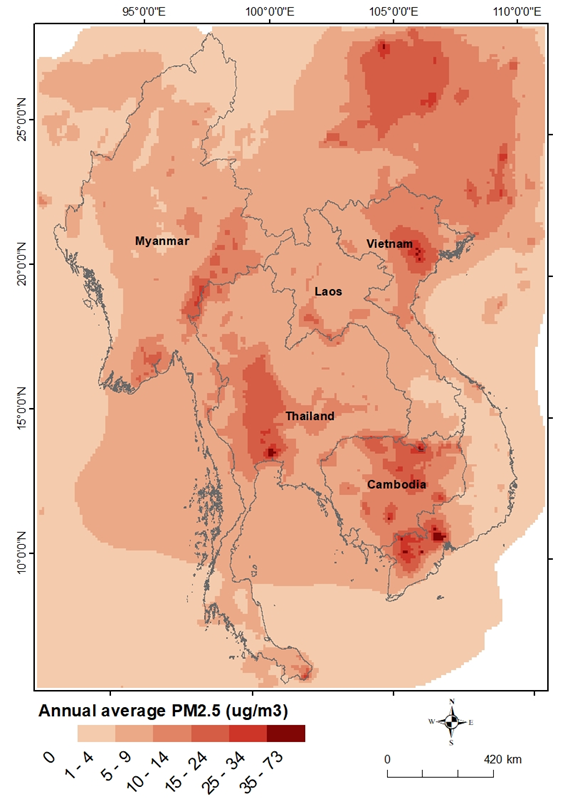 95°0'0"E 100°0'0"E 105°0'0"E 110°0'0"E
25°0'0"N
20°0'0"N
15°0'0"N
10°0'0"N
Myanmar
Vietnam
Laos
Thailand
Cambodia
Annual average PM2.5 (ug/m3)
0
1 - 4
5 - 9
10 - 14
15 - 24
25 - 34
35 - 73
N
W E
S
0 420 km